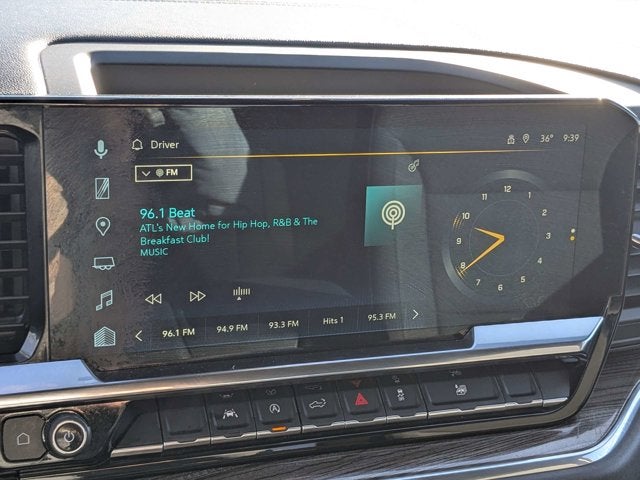 Driver
36° 9:39
FM
96.1 Beat
ATL's New Home for Hip Hop, R&B & The
Breakfast Club!
MUSIC
12
1
2
3
4
5
6
7
8
9
10
11
96.1 FM 94.9 FM 93.3 FM Hits 1 95.3 FM